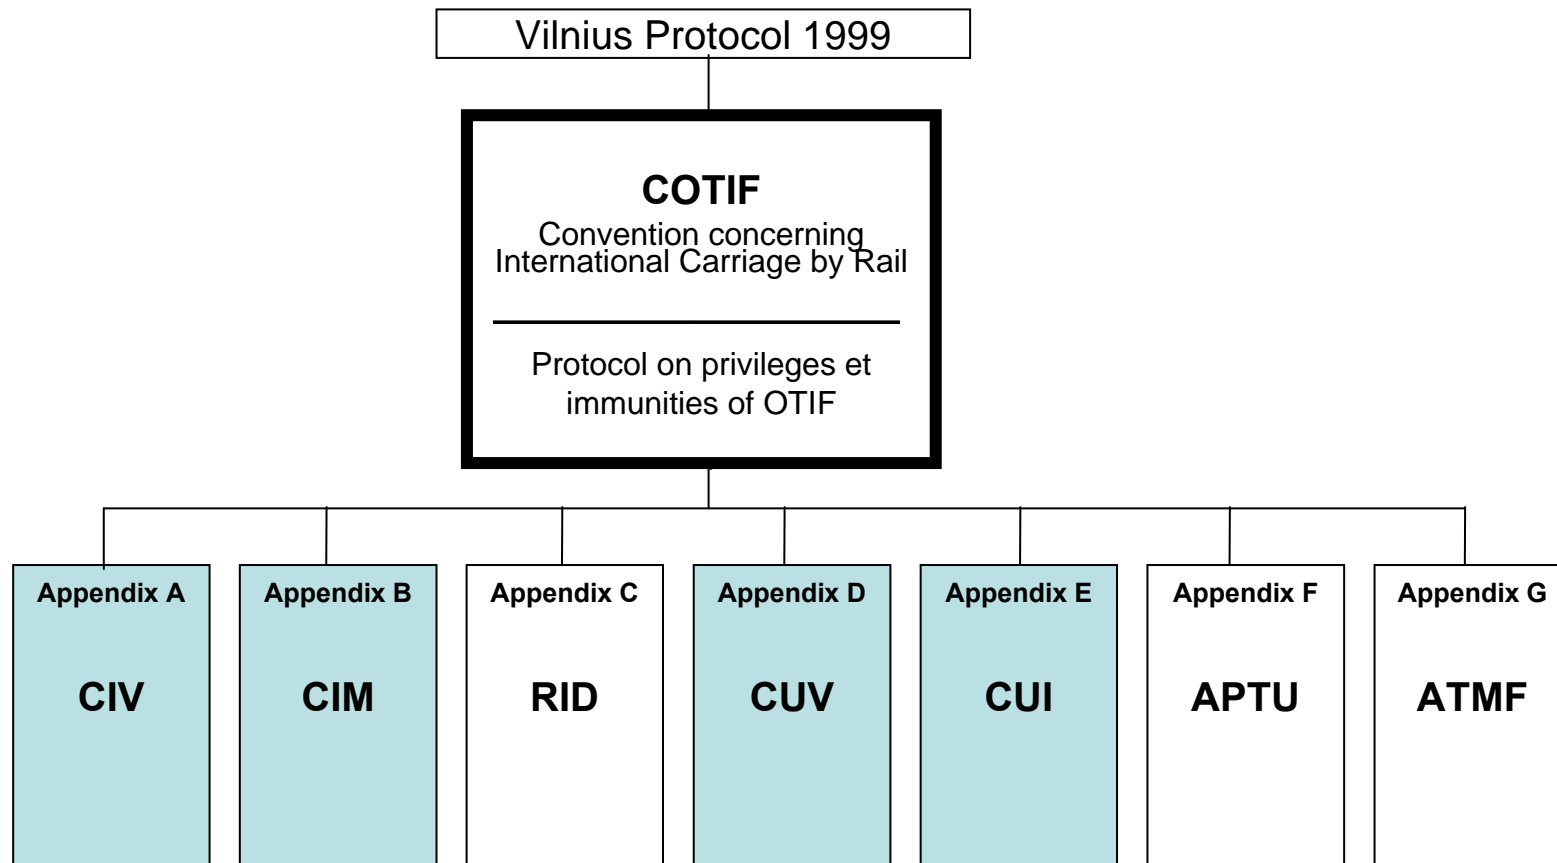 Vilnius Protocol 1999
COTIF
Convention concerning
International Carriage by Rail
Protocol on privileges et
immunities of OTIF
Appendix A
Appendix B
Appendix C
Appendix D
Appendix E
Appendix F
Appendix G
CIV
CIM
RID
CUV
CUI
APTU
ATMF